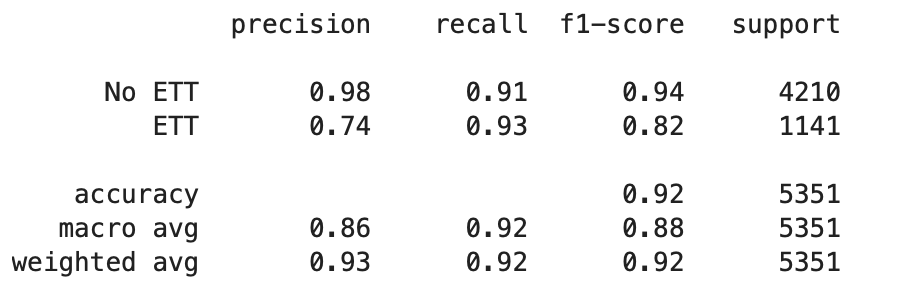 precision recall f1-score support
No ETT 0.98 0.91 0.94 4210
ETT 0.74 0.93 0.82 1141
accuracy 0.92 5351
macro avg 0.86 0.92 0.88 5351
weighted avg 0.93 0.92 0.92 5351